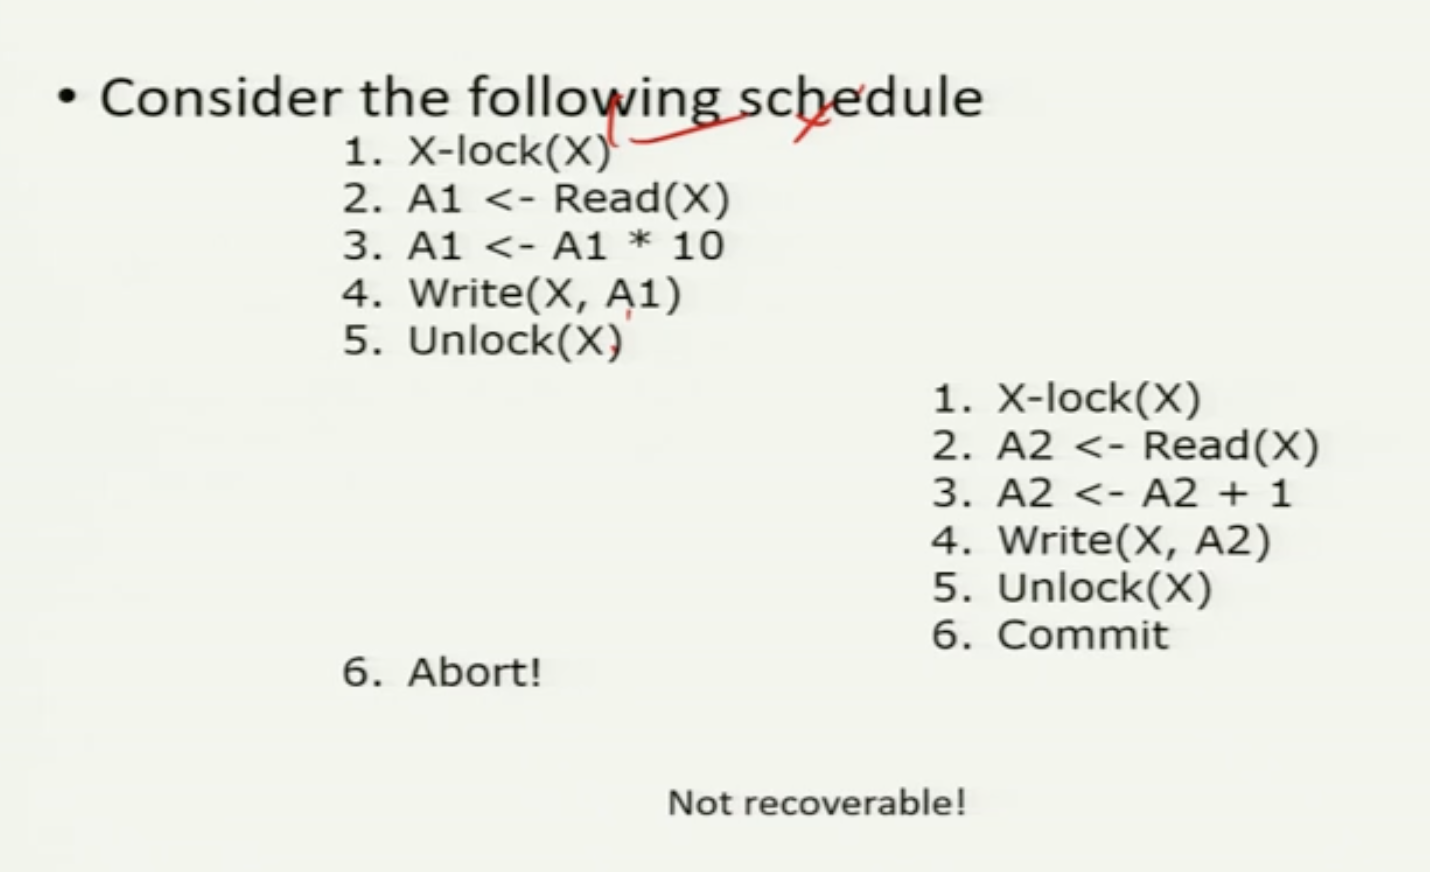 • Consider the following schedule
1. X-lock(X)
2. A1 <- Read(X)
3. A1 <- A1 * 10
4. Write(X, A1)
5. Unlock(X)
1. X-lock(X)
2. A2 <- Read(X)
3. A2 <- A2 + 1
4. Write(X, A2)
5. Unlock(X)
6. Commit
6. Abort!
Not recoverable!